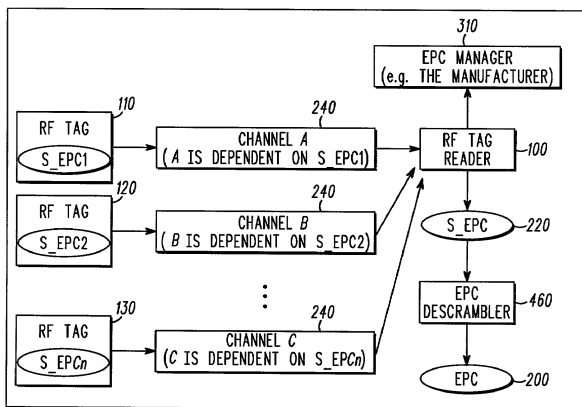 310
EPC MANAGER
(e.g. THE MANUFACTURER)
110
RF TAG
S_EPC1
240
CHANNEL A
(A IS DEPENDENT ON S_EPC1)
RF TAG
READER
100
120
RF TAG
S_EPC2
240
CHANNEL B
(B IS DEPENDENT ON S_EPC2)
S_EPC
220
EPC
DESCRAMBLER
460
130
RF TAG
S_EPCn
240
CHANNEL C
(C IS DEPENDENT ON S_EPCn)
EPC
200